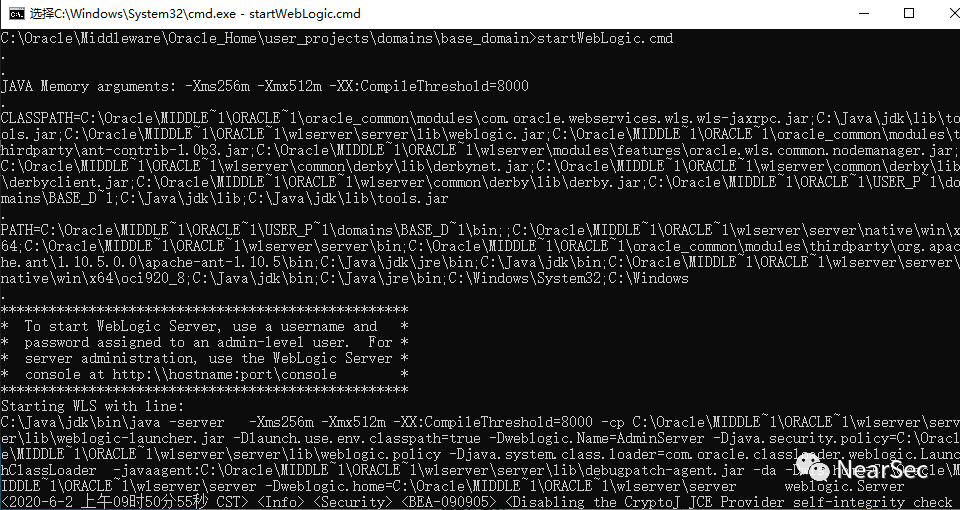 选择C:\Windows\System32\cmd.exe - startWebLogic.cmd
C:\Oracle\Middleware\Oracle_Home\user_projects\domains\base_domain>startWebLogic.cmd
.
.
JAVA Memory arguments: -Xms256m -Xmx512m -XX:CompileThreshold=8000
.
CLASSPATH=C:\Oracle\MIDDLE~1\ORACLE~1\oracle_common\modules\com.oracle.webservices.wls.wls-jaxrpc.jar;C:\Java\jdk\lib\to
ols.jar;C:\Oracle\MIDDLE~1\ORACLE~1\wlserver\server\lib\weblogic.jar;C:\Oracle\MIDDLE~1\ORACLE~1\oracle_common\modules\t
hirdparty\ant-contrib-1.0b3.jar;C:\Oracle\MIDDLE~1\ORACLE~1\wlserver\modules\features\oracle.wls.common.nodemanager.jar;
C:\Oracle\MIDDLE~1\ORACLE~1\wlserver\common\derby\lib\derbynet.jar;C:\Oracle\MIDDLE~1\ORACLE~1\wlserver\common\derby\lib
\derbyclient.jar;C:\Oracle\MIDDLE~1\ORACLE~1\wlserver\common\derby\lib\derby.jar;C:\Oracle\MIDDLE~1\ORACLE~1\USER_P~1\do
mains\BASE_D~1;C:\Java\jdk\lib;C:\Java\jdk\lib\tools.jar
.
PATH=C:\Oracle\MIDDLE~1\ORACLE~1\USER_P~1\domains\BASE_D~1\bin;;;C:\Oracle\MIDDLE~1\ORACLE~1\wlserver\server\native\win\x
64;C:\Oracle\MIDDLE~1\ORACLE~1\wlserver\server\bin;C:\Oracle\MIDDLE~1\ORACLE~1\oracle_common\modules\thirdparty\org.apac
he.ant\1.10.5.0.0\apache-ant-1.10.5\bin;C:\Java\jdk\jre\bin;C:\Java\jdk\bin;C:\Oracle\MIDDLE~1\ORACLE~1\wlserver\server\
native\win\x64\oci920_8;C:\Java\jdk\bin;C:\Java\jre\bin;C:\Windows\System32;C:\Windows
.
***************************************************
*  To start WebLogic Server, use a username and   *
*  password assigned to an admin-level user.  For *
*  server administration, use the WebLogic Server *
*  console at http:\\hostname:port\console        *
***************************************************
Starting WLS with line:
C:\Java\jdk\bin\java -server   -Xms256m -Xmx512m -XX:CompileThreshold=8000 -cp C:\Oracle\MIDDLE~1\ORACLE~1\wlserver\serv
er\lib\weblogic-launcher.jar -Dlaunch.use.env.classpath=true -Dweblogic.Name=AdminServer -Djava.security.policy=C:\Oracl
e\MIDDLE~1\ORACLE~1\wlserver\server\lib\weblogic.policy -Djava.system.class.loader=com.oracle.classloader.weblogic.Launc
hClassLoader  -javaagent:C:\Oracle\MIDDLE~1\ORACLE~1\wlserver\server\lib\debugpatch-agent.jar -da
IDDLE~1\ORACLE~1\wlserver\server -Dweblogic.home=C:\Oracle\MIDDLE~1\ORACLE~1\wlserver\server      weblogic.Server
<2020-6-2 上午09时50分55秒 CST> <Info> <Security> <BEA-090905> <Disabling the CryptoJ JCE Provider self-integrity check
NearSec